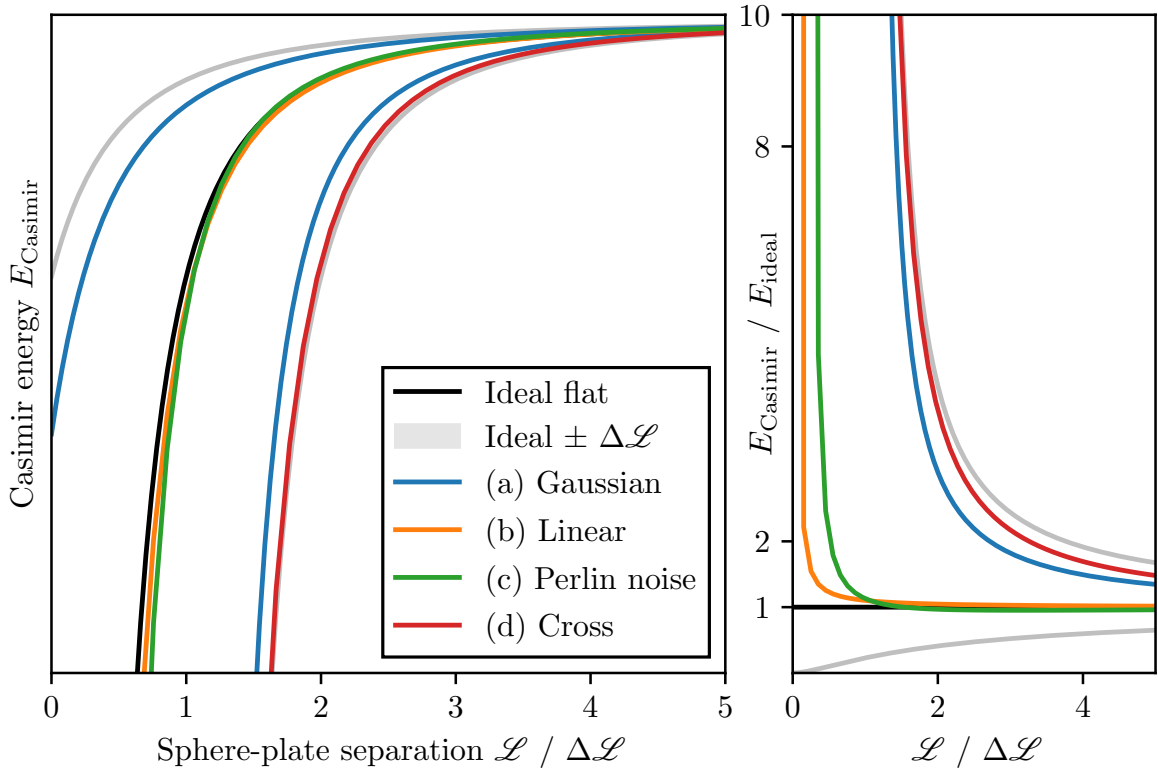 Casimir energy E_Casimir
0 1 2 3 4 5
Sphere-plate separation ℒ / Δℒ
Ideal flat
Ideal ± Δℒ
(a) Gaussian
(b) Linear
(c) Perlin noise
(d) Cross
E_Casimir / E_ideal
10
8
2
1
0 2 4
ℒ / Δℒ